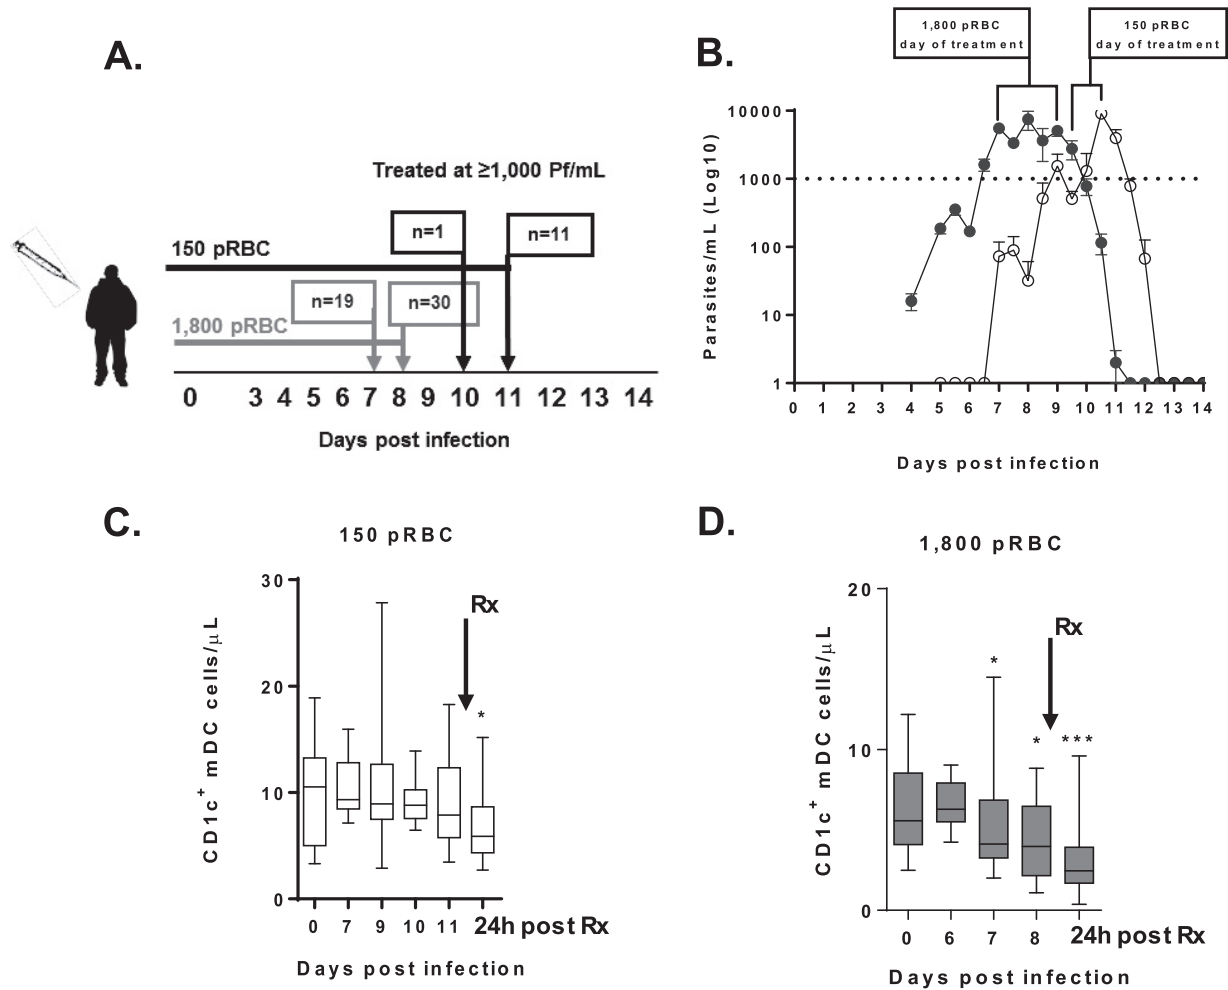 A.
Treated at ≥1,000 Pf/mL
n=1
n=11
150 pRBC
n=19
n=30
1,800 pRBC
0 3 4 5 6 7 8 9 10 11 12 13 14
Days post infection
B.
1,800 pRBC
day of treatment
150 pRBC
day of treatment
Parasites/mL (Log10)
10000
1000
100
10
1
0 1 2 3 4 5 6 7 8 9 10 11 12 13 14
Days post infection
C.
150 pRBC
CD1c+ mDC cells/μL
30
20
10
0
Rx
*
0 7 9 10 11 24h post Rx
Days post infection
D.
1,800 pRBC
CD1c+ mDC cells/μL
20
10
0
Rx
*
*
***
0 6 7 8 24h post Rx
Days post infection